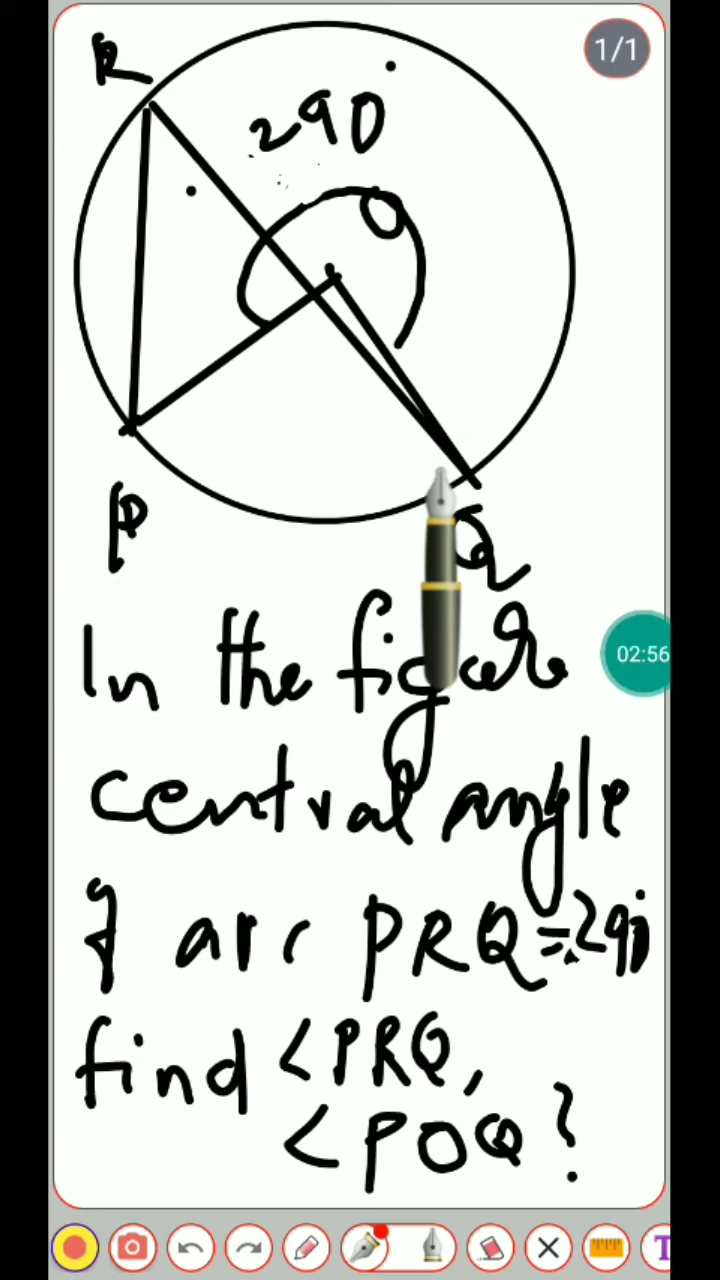 R
1/1
290°
O
P
Q
In the figure
02:56
central angle
of arc PRQ = 290°
find <PRQ,
<POQ?
T